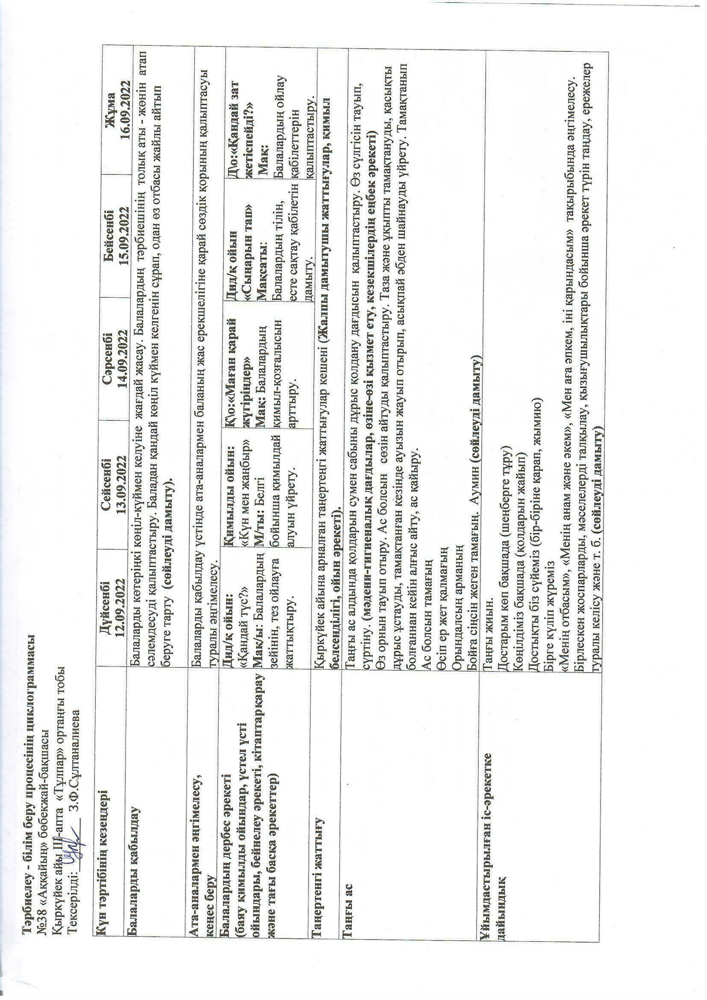 Тәрбиелеу - білім беру процесінің циклограммасы
№38 «Аққайың» бөбекжай-бақшасы
Қыркүйек айы III-апта «Тұлпар» ортаңғы тобы
Тексерілді: З.Ф.Сұлтаналиева
Күн тәртібінің кезеңдері
Дүйсенбі
12.09.2022
Сейсенбі
13.09.2022
Сәрсенбі
14.09.2022
Бейсенбі
15.09.2022
Жұма
16.09.2022
Балаларды қабылдау
Балаларды көтеріңкі көңіл-күймен келуіне жағдай жасау. Балалардың тәрбиешінің толық аты - жөнін атап
сәлемдесуді қалыптастыру. Баладан қандай көңіл күймен келгенін сұрап, одан өз отбасы жайлы айтып
беруге тарту (сөйлеуді дамыту).
Ата-аналармен әңгімелесу,
кеңес беру
Балаларды қабылдау үстінде ата-аналармен баланың жас ерекшелігіне қарай сөздік қорының қалыптасуы
туралы әңгімелесу.
Балалардың дербес әрекеті
(баяу қимылды ойындар, үстел үсті
ойындары, бейнелеу әрекеті, кітаптар қарау
және тағы басқа әрекеттер)
Дид/қ ойын:
«Қандай түс?»
Мақ/ы: Балалардың
зейінін, тез ойлауға
жаттықтыру.
Қимылды ойын:
«Күн мен жаңбыр»
М/ты: Белгі
бойынша қимылдай
алуын үйрету.
Қ\о:«Маған қарай
жүгіріңдер»
Мақ: Балалардың
қимыл-қозғалысын
арттыру.
Дид/қ ойын
«Сыңарын тап»
Мақсаты:
Балалардың тілін,
есте сақтау қабілетін
дамыту.
Д\о:«Қандай зат
жетіспейді?»
Мақ:
Балалардың ойлау
қабілеттерін
қалыптастыру.
Таңертенгі жаттығу
Қыркүйек айына арналған таңертеңгі жаттығулар кешені (Жалпы дамытушы жаттығулар, қимыл
белсенділігі, ойын әрекеті).
Таңғы ас
Таңғы ас алдында қолдарын сумен сабыны дұрыс қолдану дағдысын қалыптастыру. Өз сүлгісін тауып,
сүртіну. (мәдени-гигиеналық дағдылар, өзіне-өзі қызмет ету, кезекшілердің еңбек әрекеті)
Өз орнын тауып отыру. Ас болсын сөзін айтуды қалыптастыру. Таза және ұқыпты тамақтануды, қасықты
дұрыс ұстауды, тамақтанған кезінде ауызын жауып отырып, асықпай әбден шайнауды үйрету. Тамақтанып
болғаннан кейін алғыс айту, ас қайыру.
Ас болсын тамағың
Өсіп ер жет қалмағың
Орындалсың арманың
Бойға сіңсін жеген тамағың. Аумин (сөйлеуді дамыту)
Ұйымдастырылған іс-әрекетке
дайындық
Таңғы жиын.
Достарым көп бақшада (шеңберге тұру)
Көңілдіміз бақшада (қолдарын жайып)
Достықты біз сүйеміз (бір-біріне қарап, жымию)
Бірге күліп жүреміз
«Менің отбасым», «Менің анам және әкем», «Мен аға әпкем, іні қарындасым» тақырыбында әңгімелесу.
Бірлескен жоспарларды, мәселелерді талқылау, қызығушылықтары бойынша әрекет түрін таңдау, ережелер
туралы келісу және т. б. (сөйлеуді дамыту)